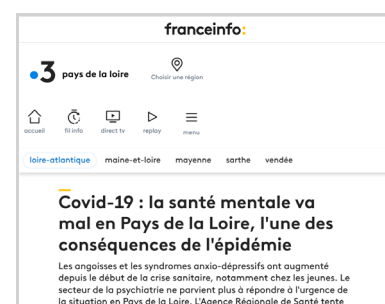 franceinfo:
3 pays de la loire
Choisir une région
accueil fil info direct tv replay menu
loire-atlantique maine-et-loire mayenne sarthe vendée
Covid-19 : la santé mentale va
mal en Pays de la Loire, l'une des
conséquences de l'épidémie
Les angoisses et les syndromes anxio-dépressifs ont augmenté
depuis le début de la crise sanitaire, notamment chez les jeunes. Le
secteur de la psychiatrie ne parvient plus à répondre à l'urgence de
la situation en Pays de la Loire. L'Agence Régionale de Santé tente